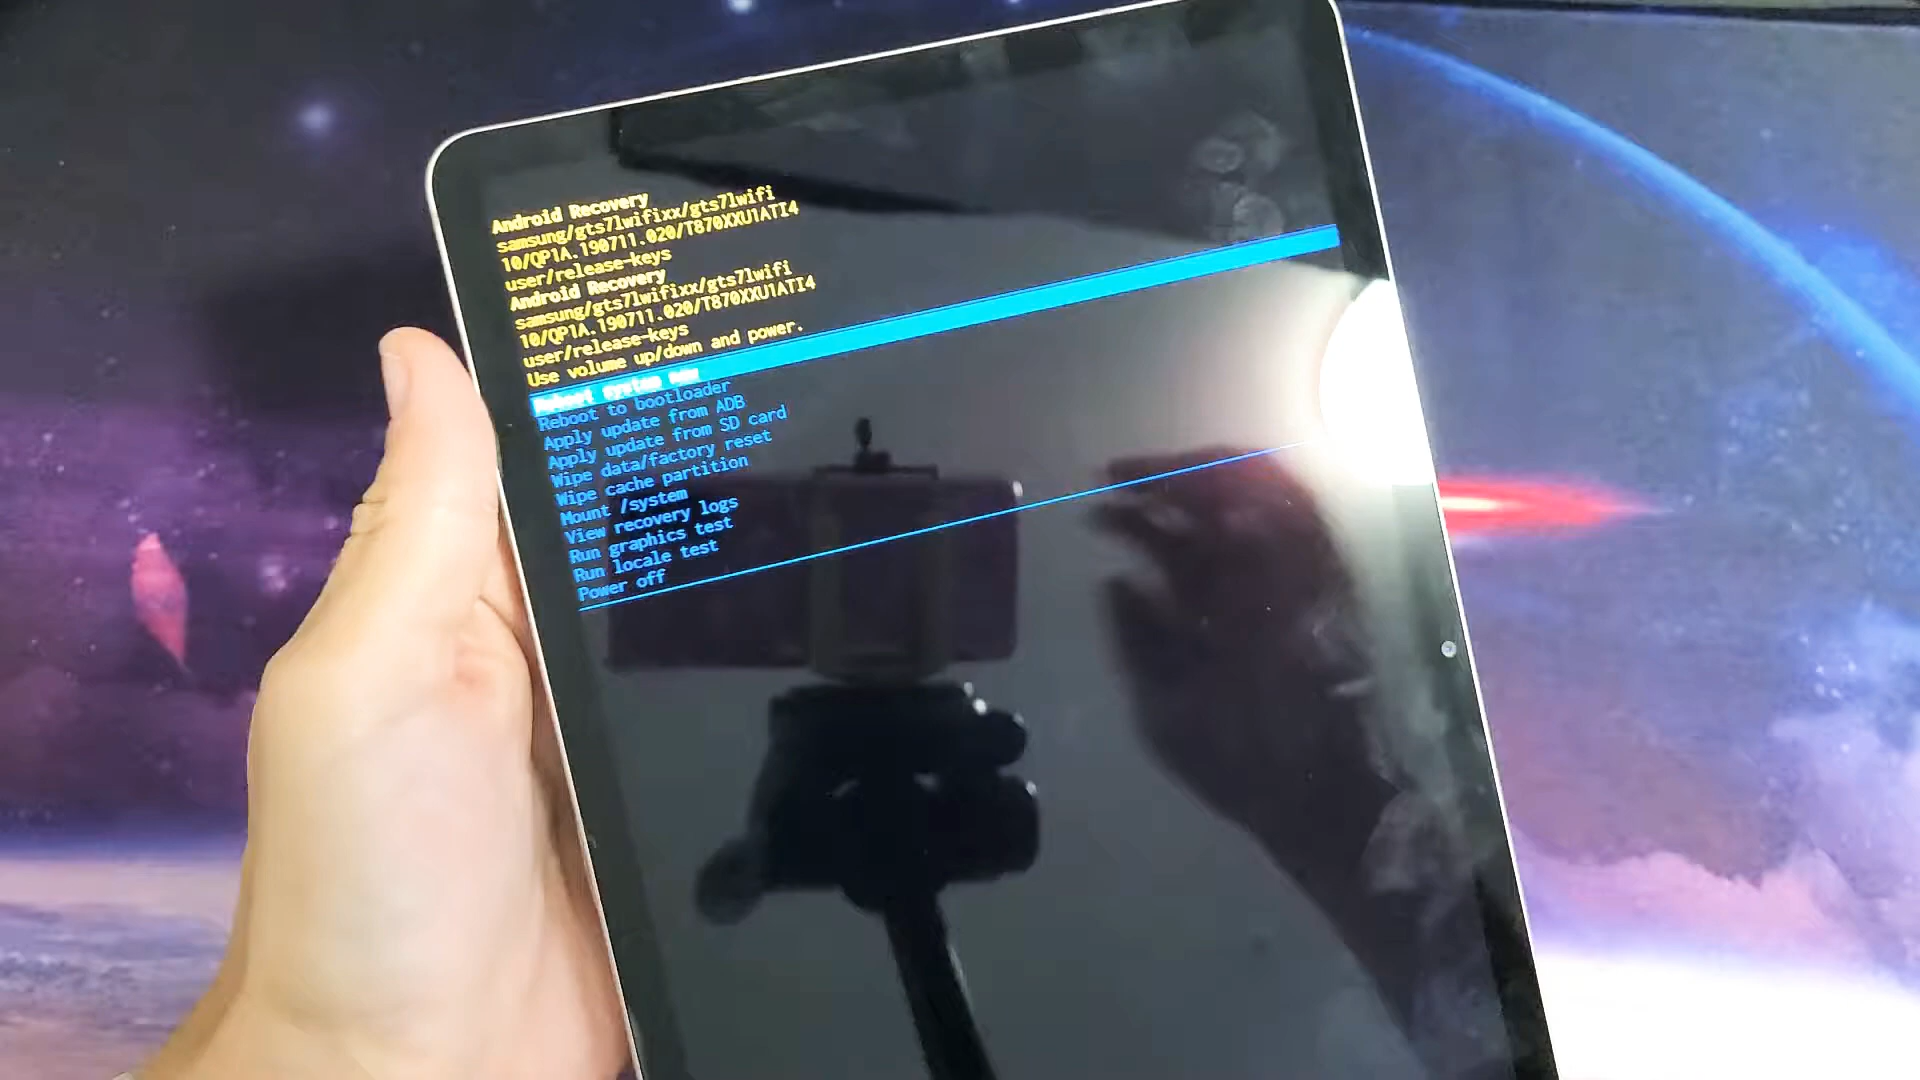 Android Recovery
samsung/gts7lwifixx/gts7lwifi
10/QP1A.190711.020/T870XXU1ATI4
user/release-keys
Android Recovery
samsung/gts7lwifixx/gts7lwifi
10/QP1A.190711.020/T870XXU1ATI4
user/release-keys
Use volume up/down and power.
Reboot system now
Reboot to bootloader
Apply update from ADB
Apply update from SD card
Wipe data/factory reset
Wipe cache partition
Mount /system
View recovery logs
Run graphics test
Run locale test
Power off